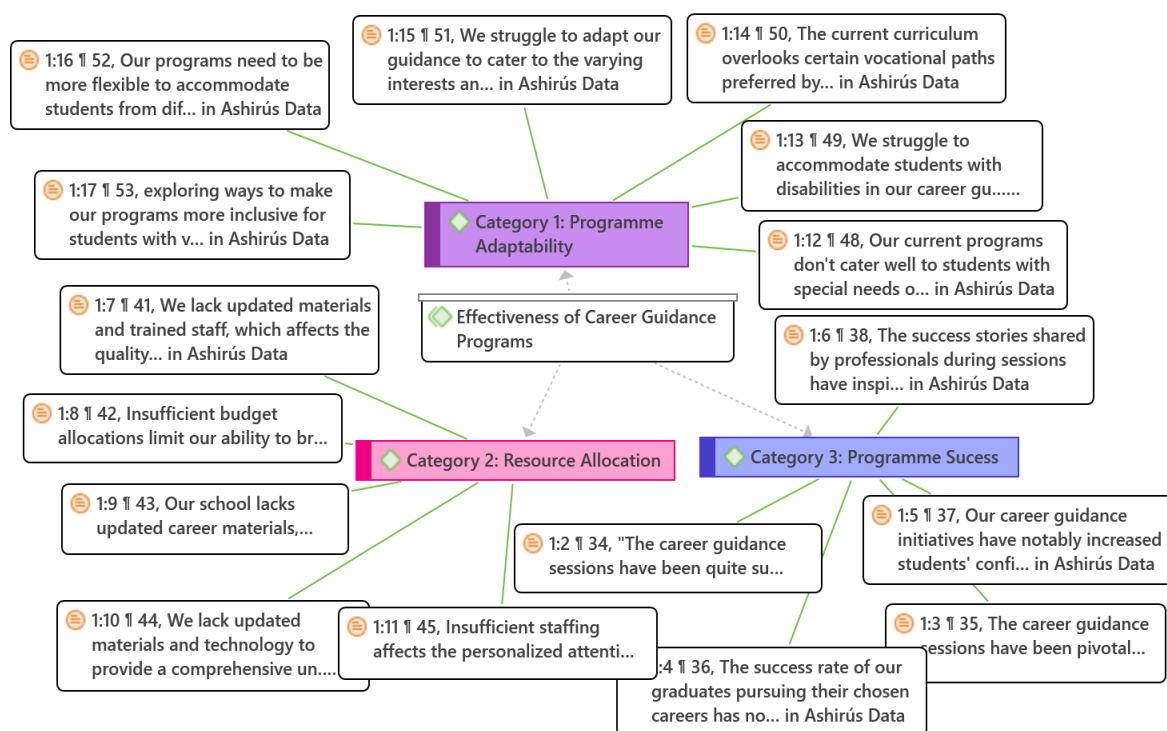 1:15 ¶ 51, We struggle to adapt our
guidance to cater to the varying
interests an... in Ashirús Data
1:14 ¶ 50, The current curriculum
overlooks certain vocational paths
preferred by... in Ashirús Data
1:16 ¶ 52, Our programs need to be
more flexible to accommodate
students from dif... in Ashirús Data
1:13 ¶ 49, We struggle to
accommodate students with
disabilities in our career gu......
1:17 ¶ 53, exploring ways to make
our programs more inclusive for
students with v... in Ashirús Data
Category 1: Programme
Adaptability
1:12 ¶ 48, Our current programs
don't cater well to students with
special needs o... in Ashirús Data
1:7 ¶ 41, We lack updated materials
and trained staff, which affects the
quality... in Ashirús Data
Effectiveness of Career Guidance
Programs
1:6 ¶ 38, The success stories shared
by professionals during sessions
have inspi... in Ashirús Data
1:8 ¶ 42, Insufficient budget
allocations limit our ability to br...
Category 2: Resource Allocation
Category 3: Programme Sucess
1:9 ¶ 43, Our school lacks
updated career materials,...
1:2 ¶ 34, "The career guidance
sessions have been quite su...
1:5 ¶ 37, Our career guidance
initiatives have notably increased
students' confi... in Ashirús Data
1:10 ¶ 44, We lack updated
materials and technology to
provide a comprehensive un....
1:11 ¶ 45, Insufficient staffing
affects the personalized attenti...
1:3 ¶ 35, The career guidance
sessions have been pivotal...
:4 ¶ 36, The success rate of our
graduates pursuing their chosen
careers has no... in Ashirús Data